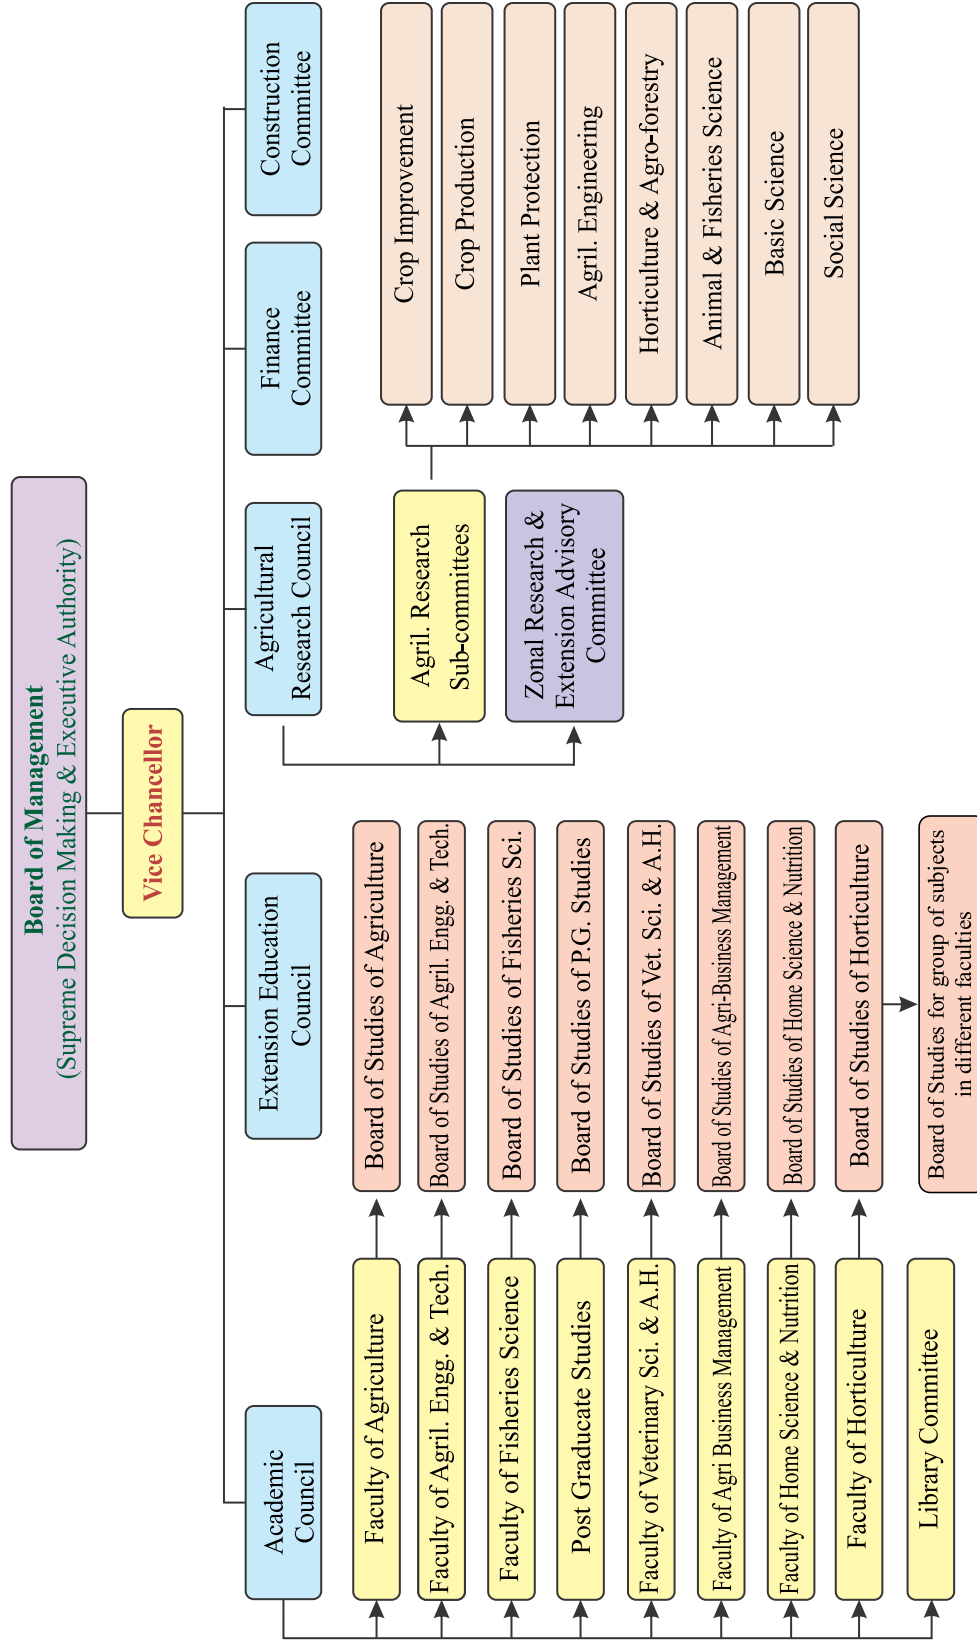 Board of Management
(Supreme Decision Making & Executive Authority)
Vice Chancellor
Academic
Council
Extension Education
Council
Agricultural
Research Council
Finance
Committee
Construction
Committee
Faculty of Agriculture
Faculty of Agril. Engg. & Tech.
Faculty of Fisheries Science
Post Graducate Studies
Faculty of Veterinary Sci. & A.H.
Faculty of Agri Business Management
Faculty of Home Science & Nutrition
Faculty of Horticulture
Library Committee
Board of Studies of Agriculture
Board of Studies of Agril. Engg. & Tech.
Board of Studies of Fisheries Sci.
Board of Studies of P.G. Studies
Board of Studies of Vet. Sci. & A.H.
Board of Studies of Agri-Business Management
Board of Studies of Home Science & Nutrition
Board of Studies of Horticulture
Board of Studies for group of subjects
in different faculties
Agril. Research
Sub-committees
Zonal Research &
Extension Advisory
Committee
Crop Improvement
Crop Production
Plant Protection
Agril. Engineering
Horticulture & Agro-forestry
Animal & Fisheries Science
Basic Science
Social Science